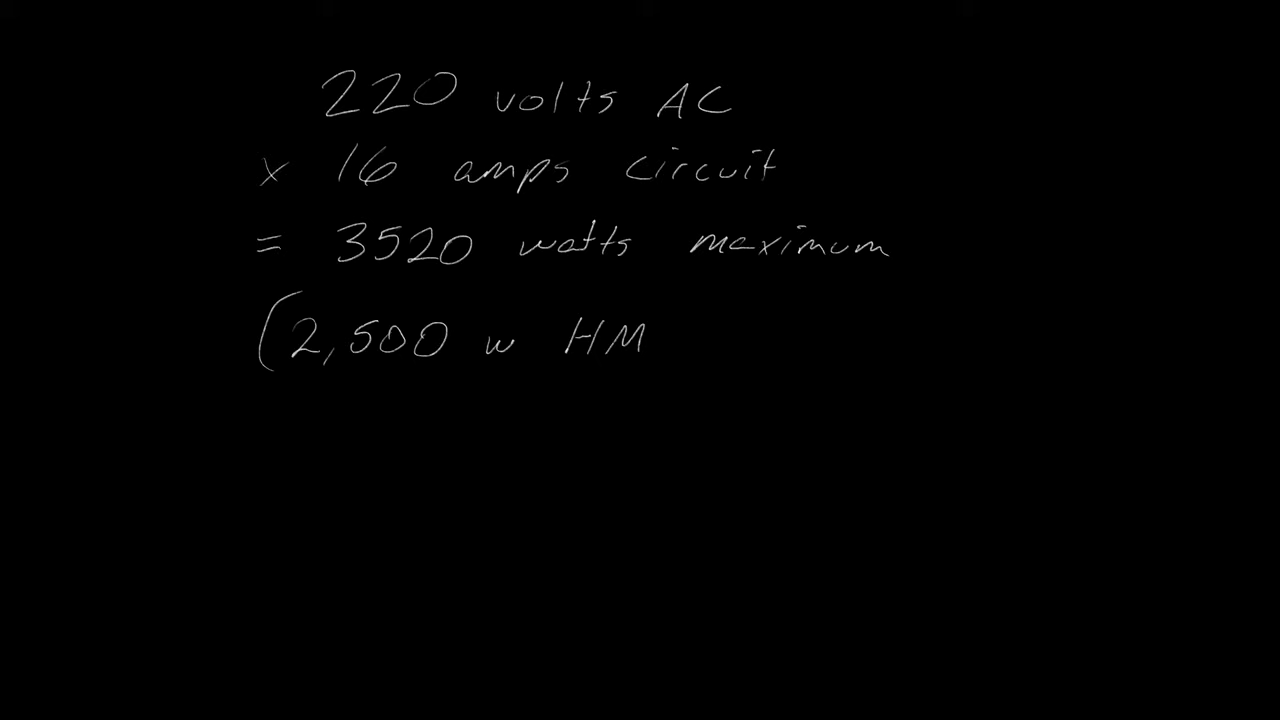 220 volts AC
x 16 amps circuit
= 3520 watts maximum
(2,500 w HM